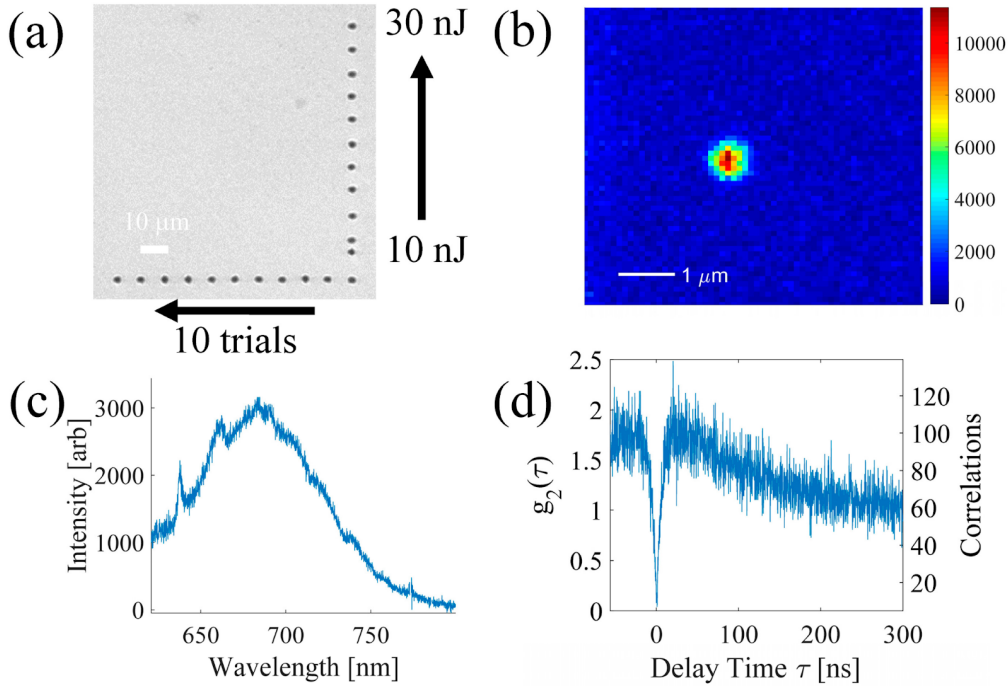 (a)
30 nJ
10 µm
10 nJ
10 trials
(b)
1 µm
10000
8000
6000
4000
2000
0
(c)
3000
2000
1000
0
Intensity [arb]
650
700
750
Wavelength [nm]
(d)
2.5
2
1.5
1
0.5
0
g₂(τ)
120
100
80
60
40
20
Correlations
0
100
200
300
Delay Time τ [ns]